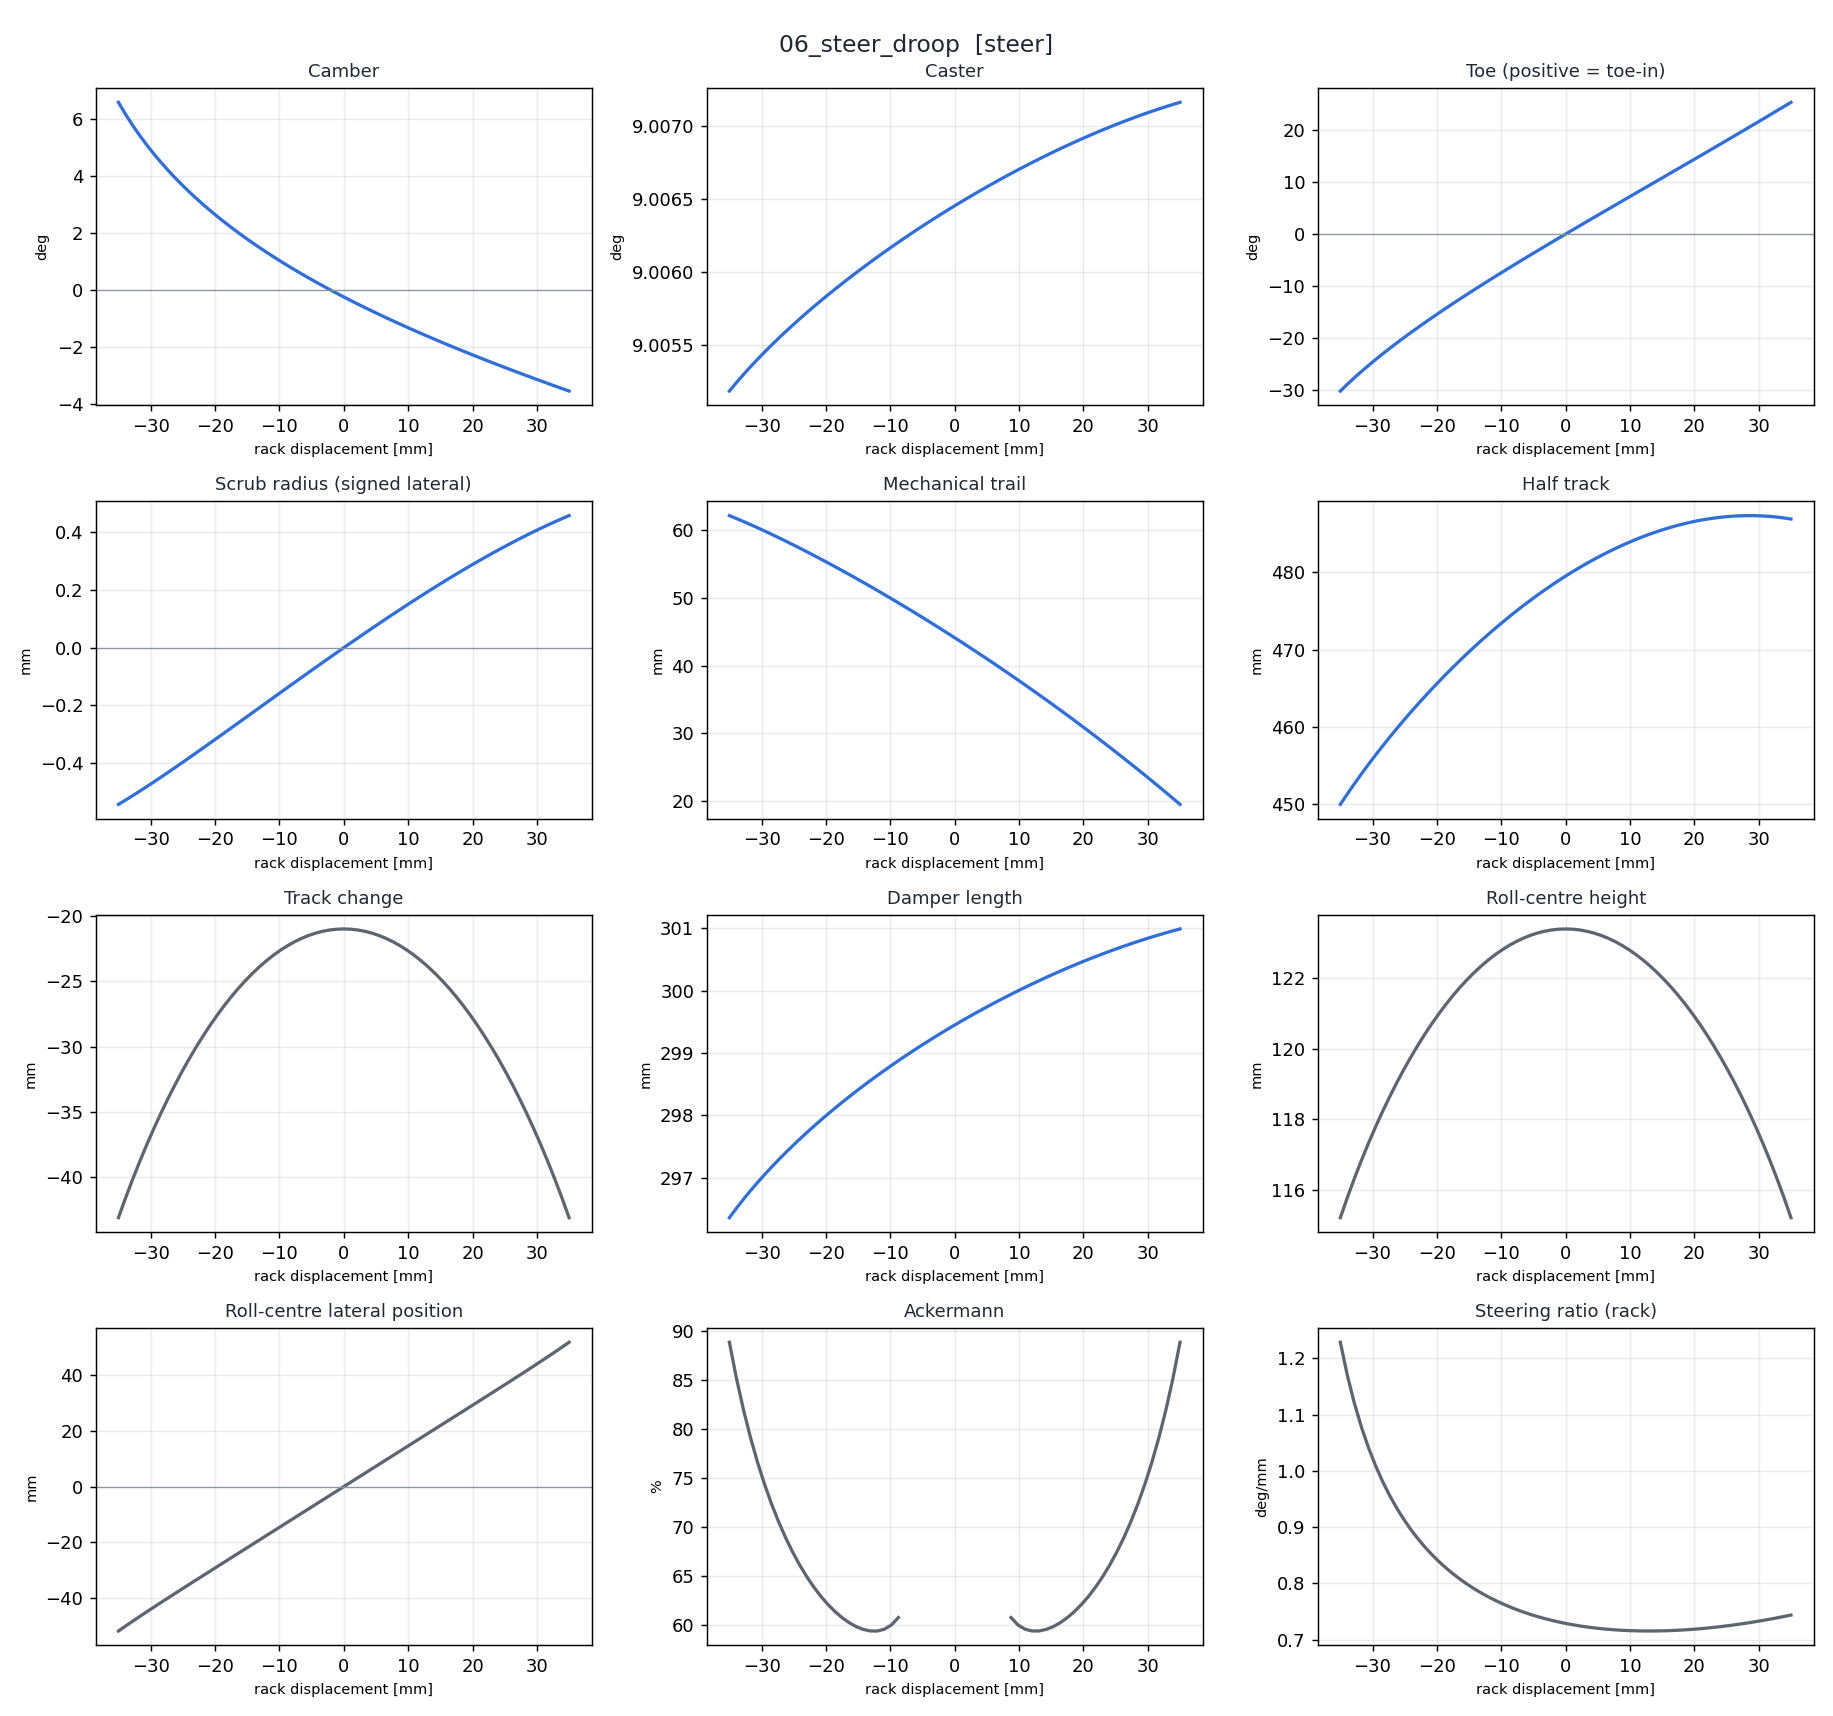 06_steer_droop  [steer]
Camber
6
4
2
0
−2
−4
deg
−30 −20 −10 0 10 20 30
rack displacement [mm]
Caster
9.0070
9.0065
9.0060
9.0055
deg
−30 −20 −10 0 10 20 30
rack displacement [mm]
Toe (positive = toe-in)
20
10
0
−10
−20
−30
deg
−30 −20 −10 0 10 20 30
rack displacement [mm]
Scrub radius (signed lateral)
0.4
0.2
0.0
−0.2
−0.4
mm
−30 −20 −10 0 10 20 30
rack displacement [mm]
Mechanical trail
60
50
40
30
20
mm
−30 −20 −10 0 10 20 30
rack displacement [mm]
Half track
480
470
460
450
mm
−30 −20 −10 0 10 20 30
rack displacement [mm]
Track change
−20
−25
−30
−35
−40
mm
−30 −20 −10 0 10 20 30
rack displacement [mm]
Damper length
301
300
299
298
297
mm
−30 −20 −10 0 10 20 30
rack displacement [mm]
Roll-centre height
122
120
118
116
mm
−30 −20 −10 0 10 20 30
rack displacement [mm]
Roll-centre lateral position
40
20
0
−20
−40
mm
−30 −20 −10 0 10 20 30
rack displacement [mm]
Ackermann
90
85
80
75
70
65
60
%
−30 −20 −10 0 10 20 30
rack displacement [mm]
Steering ratio (rack)
1.2
1.1
1.0
0.9
0.8
0.7
deg/mm
−30 −20 −10 0 10 20 30
rack displacement [mm]